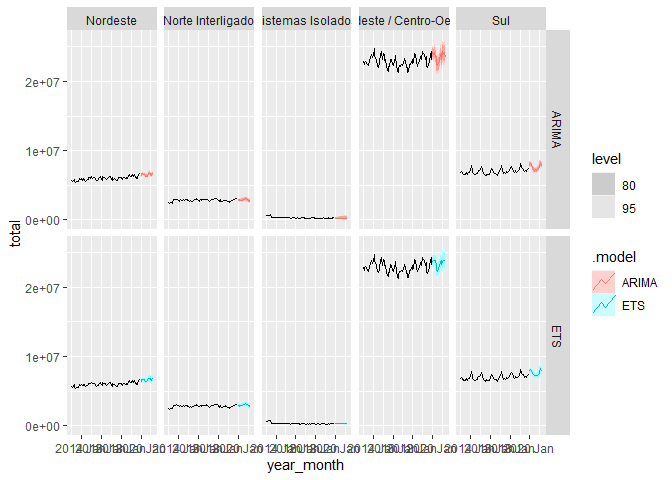 Nordeste
Norte Interligado
istemas Isolado
leste / Centro-Oe
Sul
2e+07
1e+07
0e+00
ARIMA
2e+07
1e+07
0e+00
ETS
total
year_month
level
80
95
.model
ARIMA
ETS